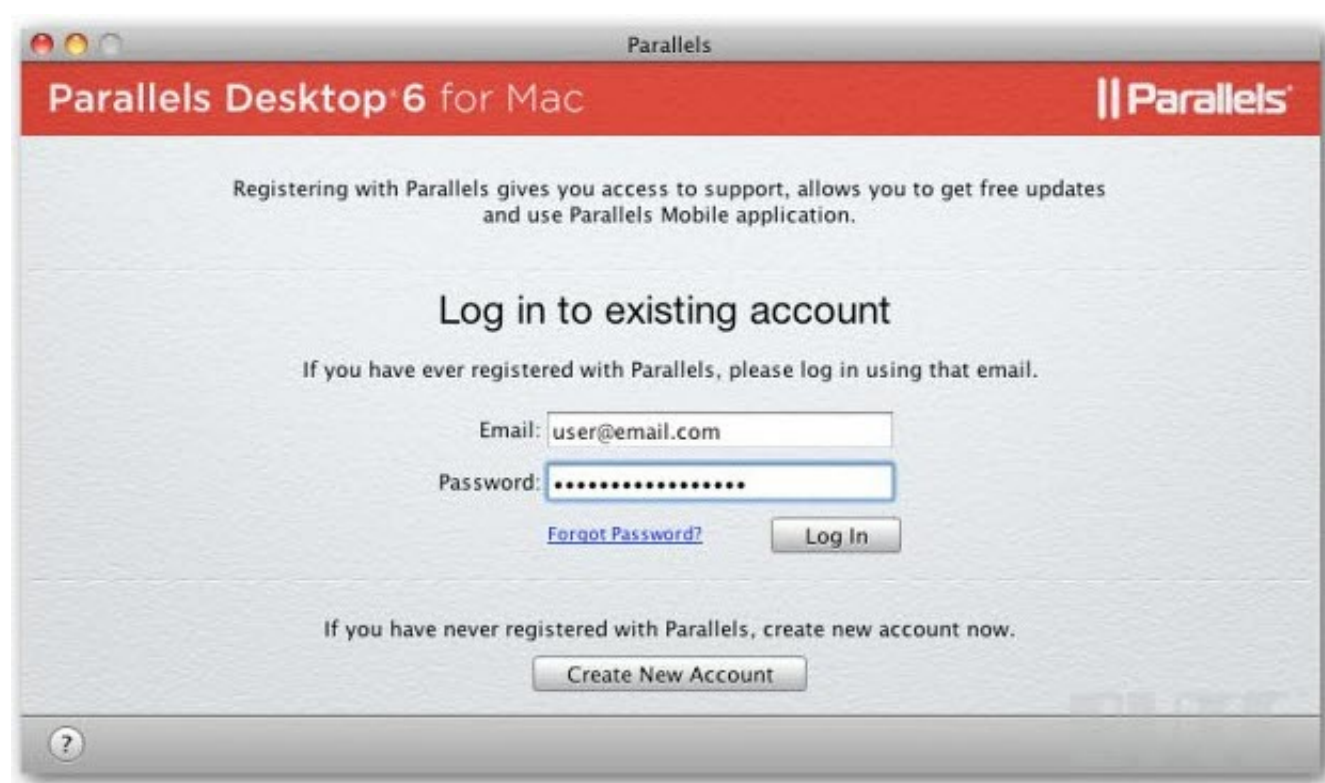 Parallels
Parallels Desktop®6 for Mac
||Parallels®
Registering with Parallels gives you access to support, allows you to get free updates
and use Parallels Mobile application.
Log in to existing account
If you have ever registered with Parallels, please log in using that email.
Email: user@email.com
Password: •••••••••••••••••
Forgot Password?
Log In
If you have never registered with Parallels, create new account now.
Create New Account
?